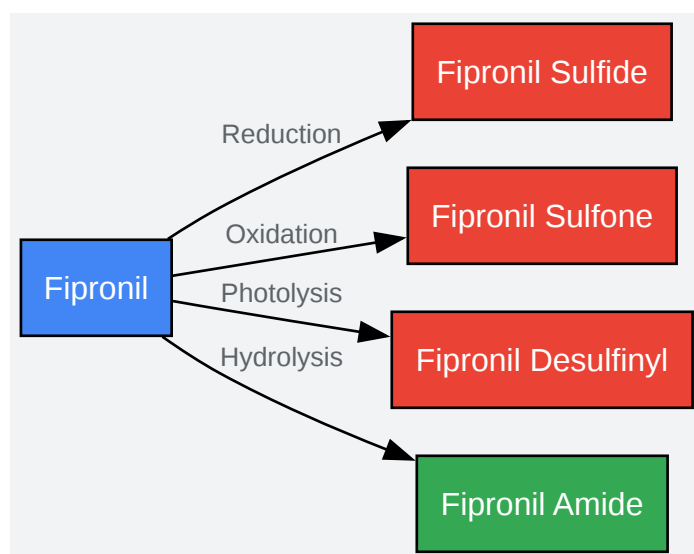 Fipronil Sulfide
Reduction
Fipronil Sulfone
Oxidation
Fipronil
Photolysis
Fipronil Desulfinyl
Hydrolysis
Fipronil Amide